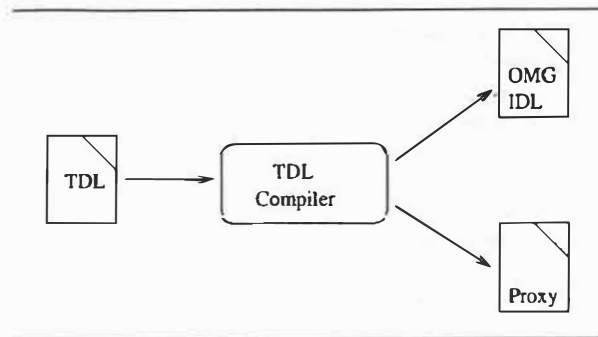 OMG
IDL
TDL
TDL
Compiler
Proxy